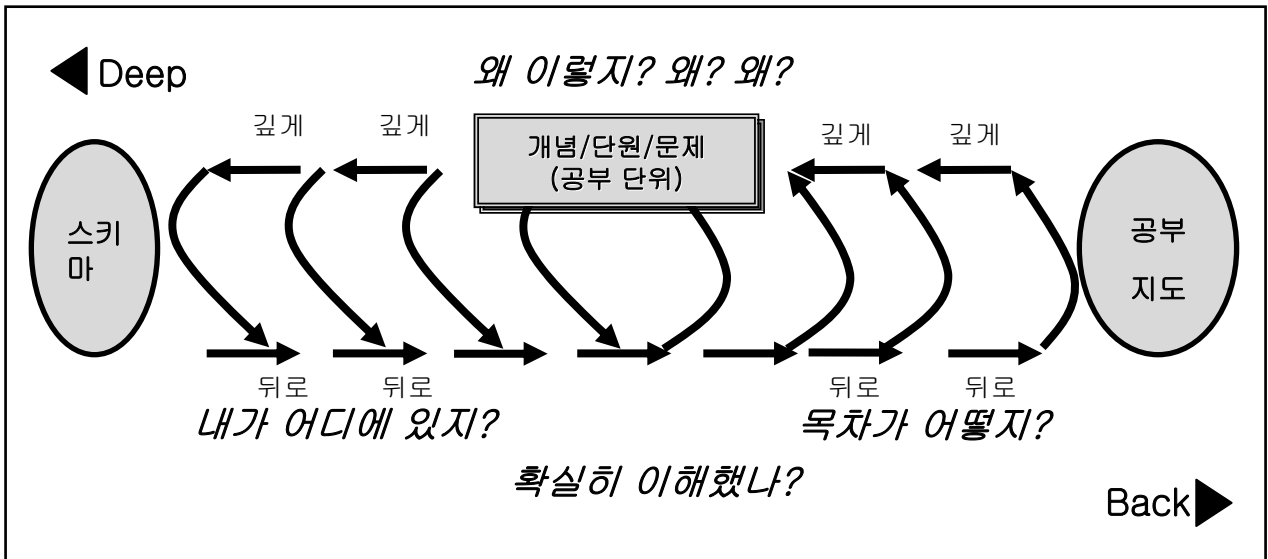 Deep
왜 이렇지? 왜? 왜?
깊게
깊게
개념/단원/문제
(공부 단위)
깊게
깊게
스키
마
공부
지도
뒤로
뒤로
뒤로
뒤로
내가 어디에 있지?
목차가 어떻지?
확실히 이해했나?
Back